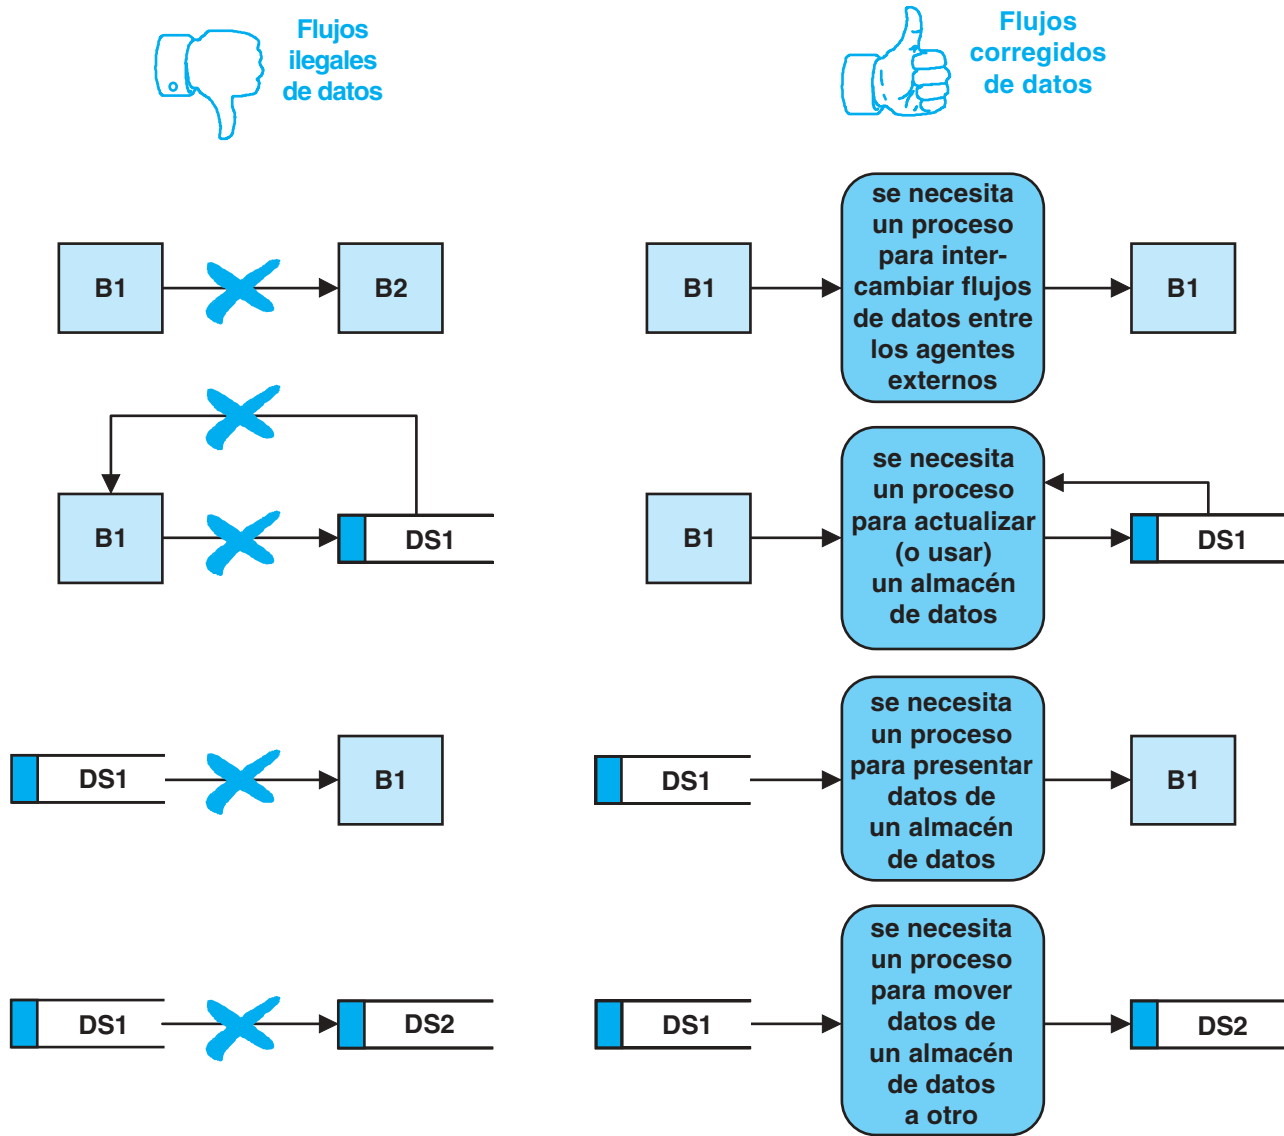 Flujos
ilegales
de datos
Flujos
corregidos
de datos
B1
B2
B1
se necesita
un proceso
para inter-
cambiar flujos
de datos entre
los agentes
externos
B1
B1
DS1
B1
se necesita
un proceso
para actualizar
(o usar)
un almacén
de datos
DS1
DS1
B1
DS1
se necesita
un proceso
para presentar
datos de
un almacén
de datos
B1
DS1
DS2
DS1
se necesita
un proceso
para mover
datos de
un almacén
de datos
a otro
DS2